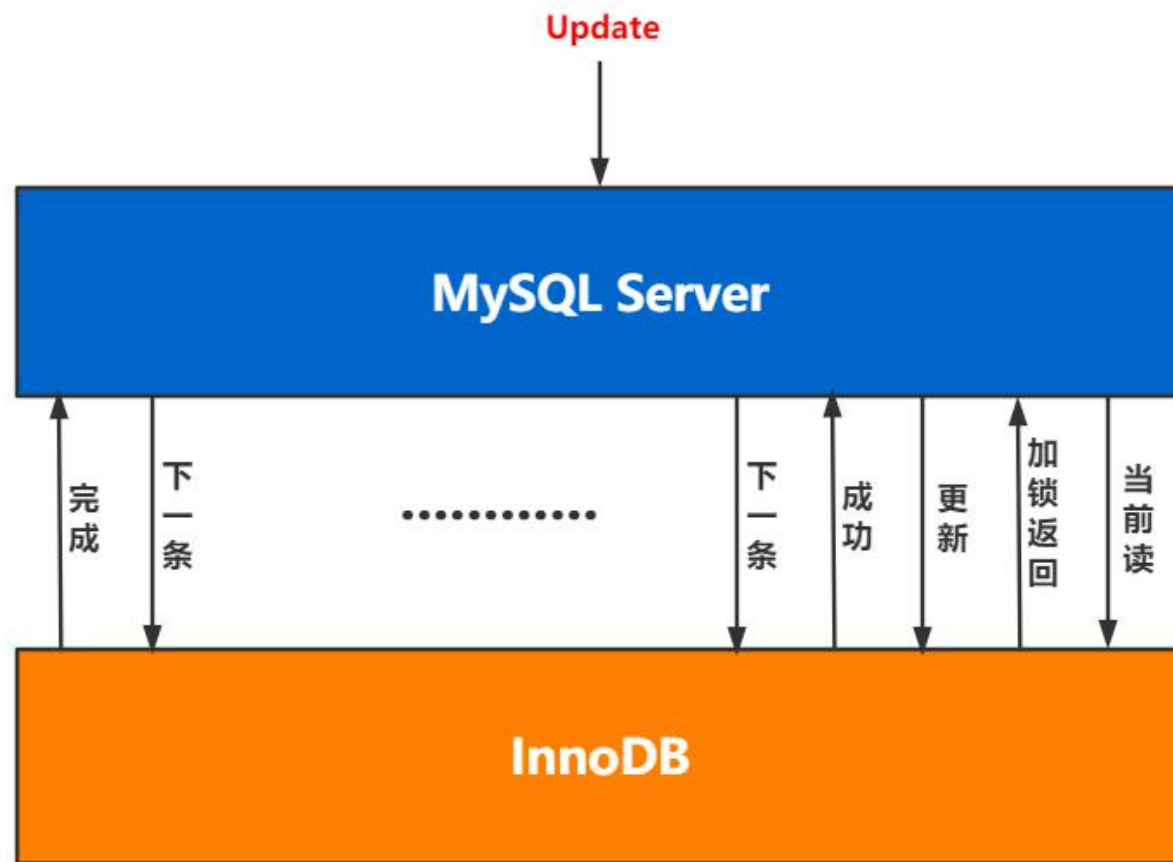 Update
MySQL Server
完成
下一条
下一条
成功
更新
加锁返回
当前读
InnoDB